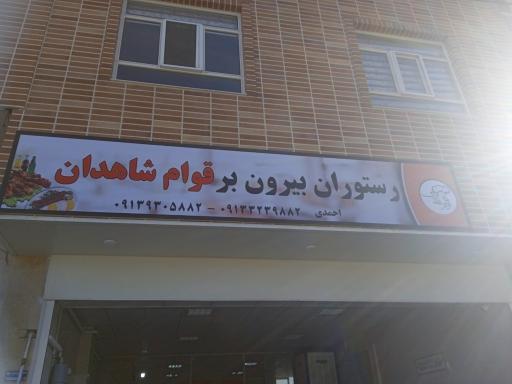 رستوران بیرون بر قوام شاهدان
احمدی ۰۹۱۳۳۲۳۹۸۸۲ - ۰۹۱۳۹۳۰۵۸۸۲